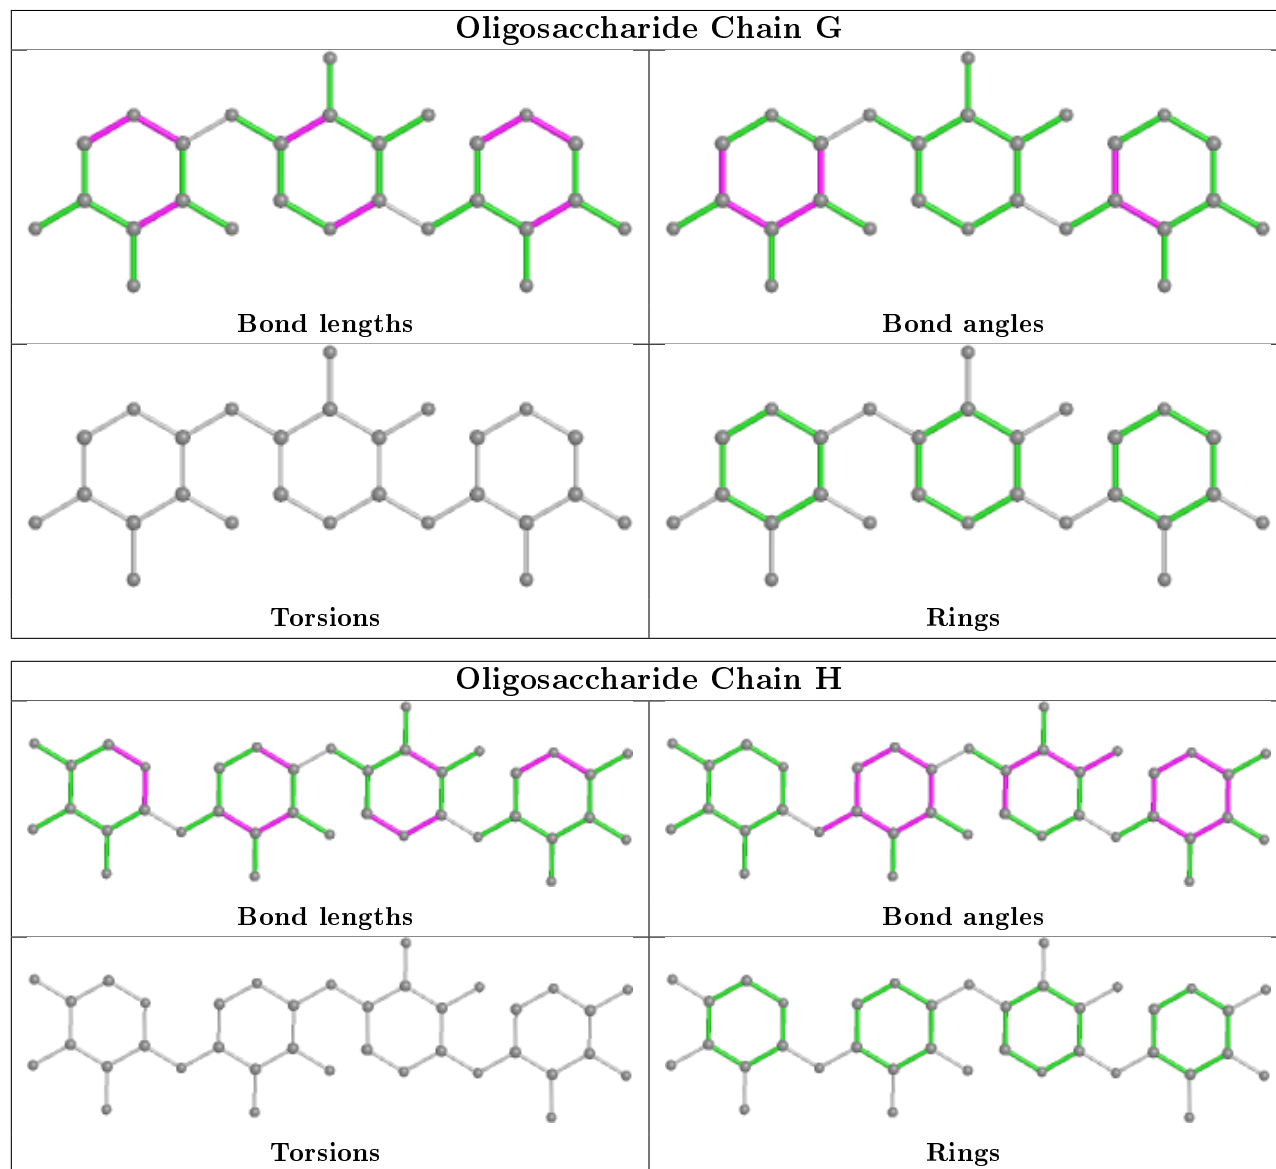 Oligosaccharide Chain G
Bond lengths
Bond angles
Torsions
Rings
Oligosaccharide Chain H
Bond lengths
Bond angles
Torsions
Rings